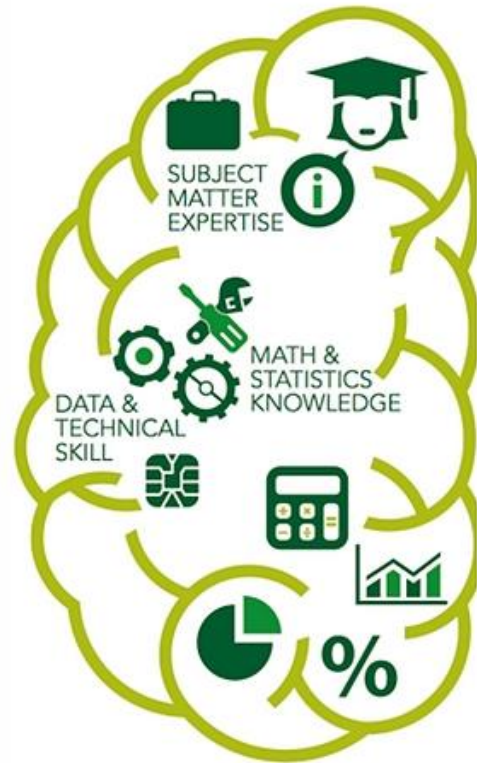 SUBJECT
MATTER
EXPERTISE
i
MATH &
STATISTICS
KNOWLEDGE
DATA &
TECHNICAL
SKILL
+ ×
− ÷ =
%